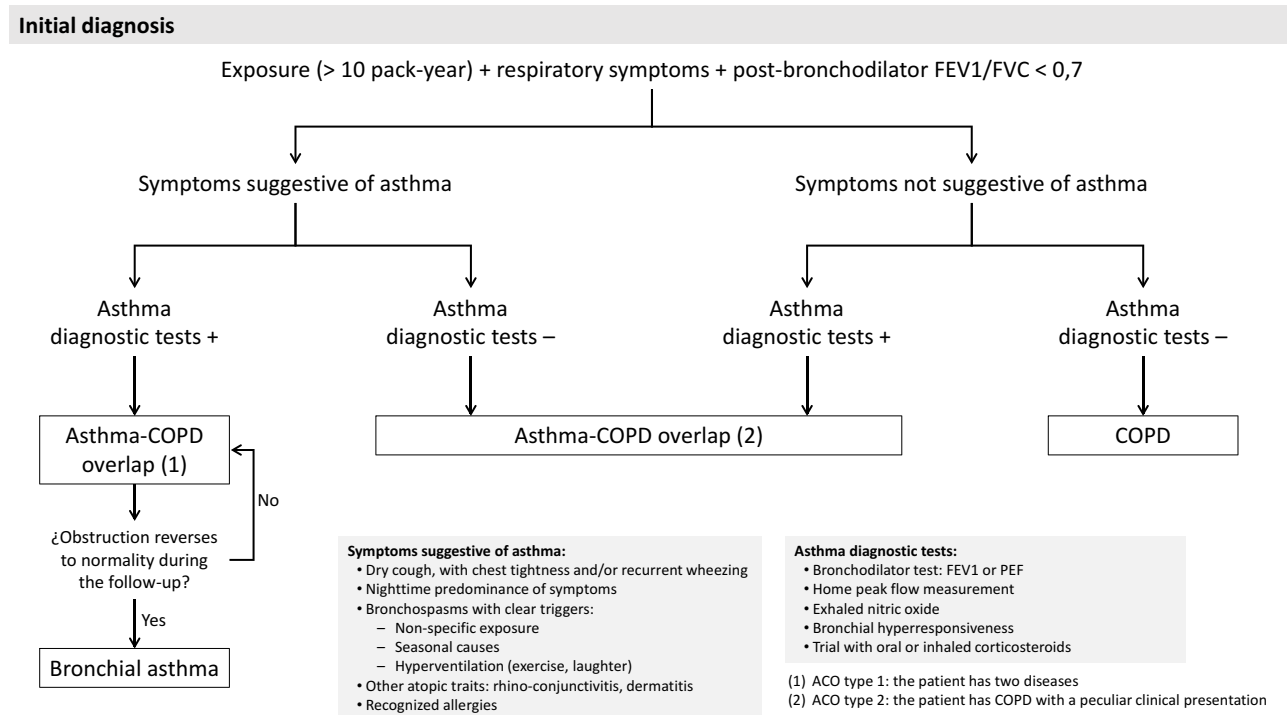 Initial diagnosis
Exposure (> 10 pack-year) + respiratory symptoms + post-bronchodilator FEV1/FVC < 0,7
Symptoms suggestive of asthma
Symptoms not suggestive of asthma
Asthma
diagnostic tests +
Asthma
diagnostic tests –
Asthma
diagnostic tests +
Asthma
diagnostic tests –
Asthma-COPD
overlap (1)
Asthma-COPD overlap (2)
COPD
No
¿Obstruction reverses
to normality during
the follow-up?
Yes
Bronchial asthma
Symptoms suggestive of asthma:
• Dry cough, with chest tightness and/or recurrent wheezing
• Nighttime predominance of symptoms
• Bronchospasms with clear triggers:
– Non-specific exposure
– Seasonal causes
– Hyperventilation (exercise, laughter)
• Other atopic traits: rhino-conjunctivitis, dermatitis
• Recognized allergies
Asthma diagnostic tests:
• Bronchodilator test: FEV1 or PEF
• Home peak flow measurement
• Exhaled nitric oxide
• Bronchial hyperresponsiveness
• Trial with oral or inhaled corticosteroids
(1) ACO type 1: the patient has two diseases
(2) ACO type 2: the patient has COPD with a peculiar clinical presentation